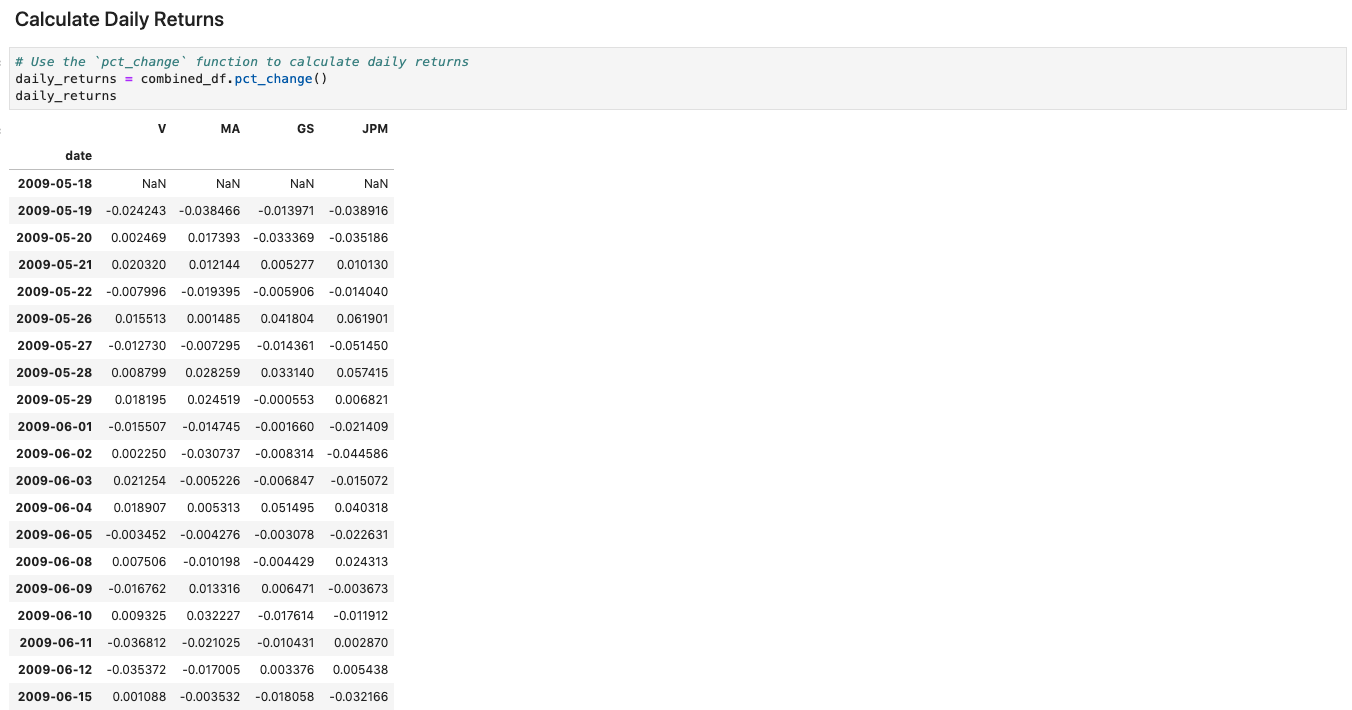 Calculate Daily Returns
# Use the `pct_change` function to calculate daily returns
daily_returns = combined_df.pct_change()
daily_returns
V MA GS JPM
date
2009-05-18 NaN NaN NaN NaN
2009-05-19 -0.024243 -0.038466 -0.013971 -0.038916
2009-05-20 0.002469 0.017393 -0.033369 -0.035186
2009-05-21 0.020320 0.012144 0.005277 0.010130
2009-05-22 -0.007996 -0.019395 -0.005906 -0.014040
2009-05-26 0.015513 0.001485 0.041804 0.061901
2009-05-27 -0.012730 -0.007295 -0.014361 -0.051450
2009-05-28 0.008799 0.028259 0.033140 0.057415
2009-05-29 0.018195 0.024519 -0.000553 0.006821
2009-06-01 -0.015507 -0.014745 -0.001660 -0.021409
2009-06-02 0.002250 -0.030737 -0.008314 -0.044586
2009-06-03 0.021254 -0.005226 -0.006847 -0.015072
2009-06-04 0.018907 0.005313 0.051495 0.040318
2009-06-05 -0.003452 -0.004276 -0.003078 -0.022631
2009-06-08 0.007506 -0.010198 -0.004429 0.024313
2009-06-09 -0.016762 0.013316 0.006471 -0.003673
2009-06-10 0.009325 0.032227 -0.017614 -0.011912
2009-06-11 -0.036812 -0.021025 -0.010431 0.002870
2009-06-12 -0.035372 -0.017005 0.003376 0.005438
2009-06-15 0.001088 -0.003532 -0.018058 -0.032166